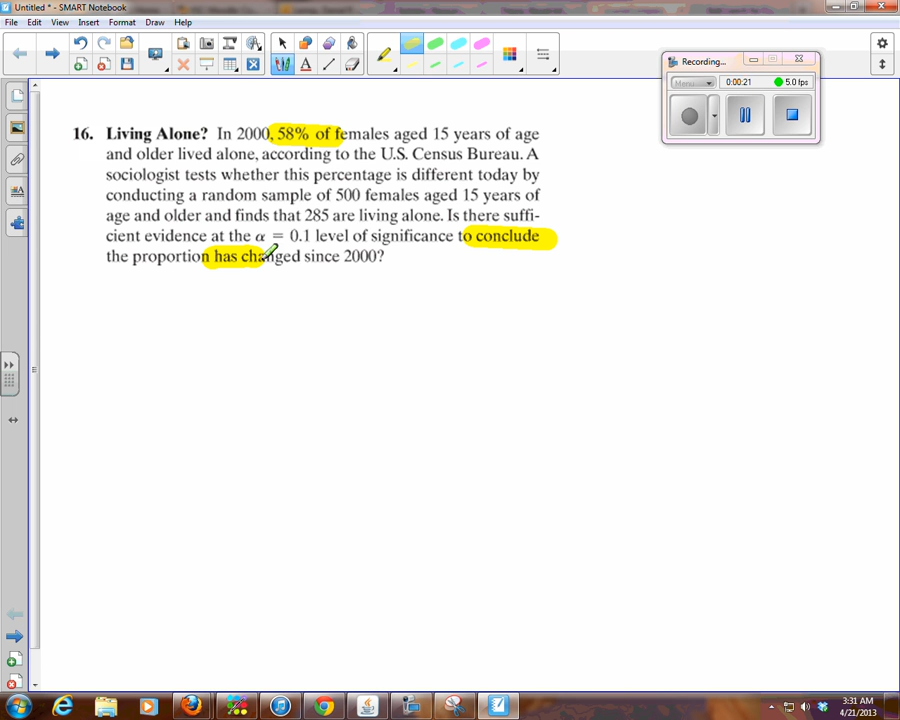 Untitled * - SMART Notebook
File Edit View Insert Format Draw Help
Recording...
Menu
0:00:21
5.0 fps
16. Living Alone? In 2000, 58% of females aged 15 years of age
and older lived alone, according to the U.S. Census Bureau. A
sociologist tests whether this percentage is different today by
conducting a random sample of 500 females aged 15 years of
age and older and finds that 285 are living alone. Is there suffi-
cient evidence at the α = 0.1 level of significance to conclude
the proportion has changed since 2000?
3:31 AM
4/21/2013